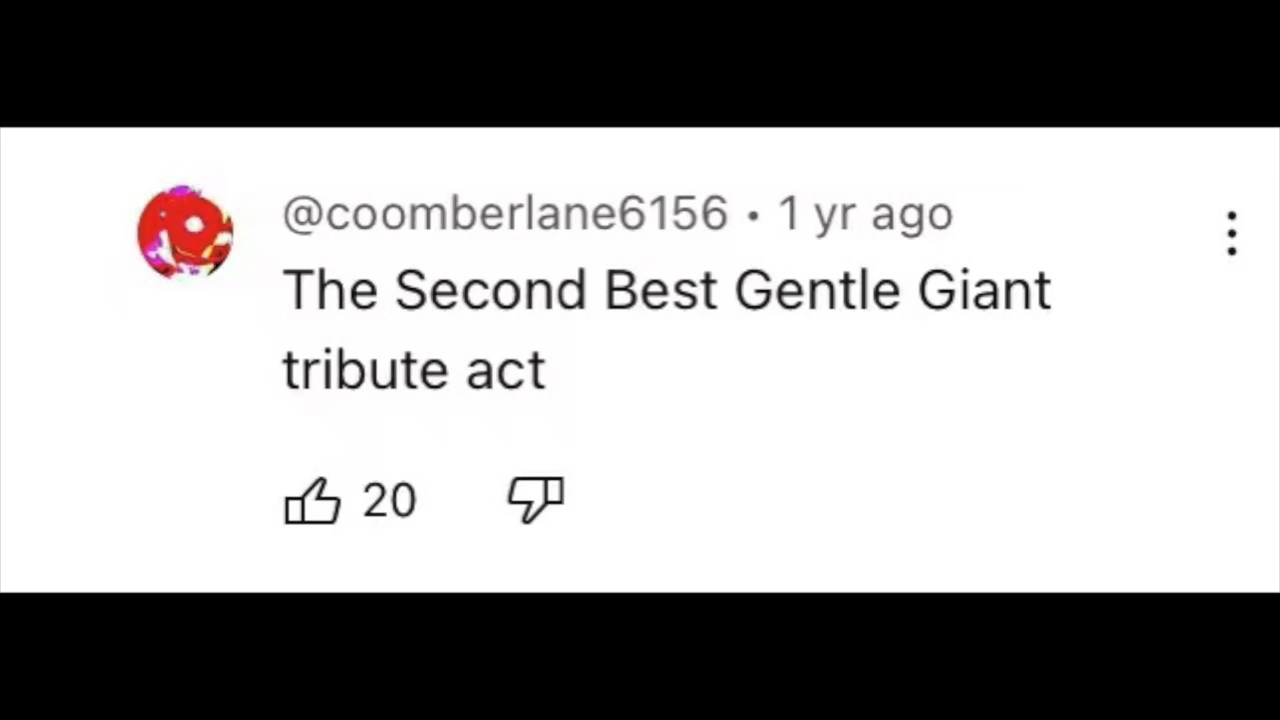 @coomberlane6156 • 1 yr ago
The Second Best Gentle Giant
tribute act
20